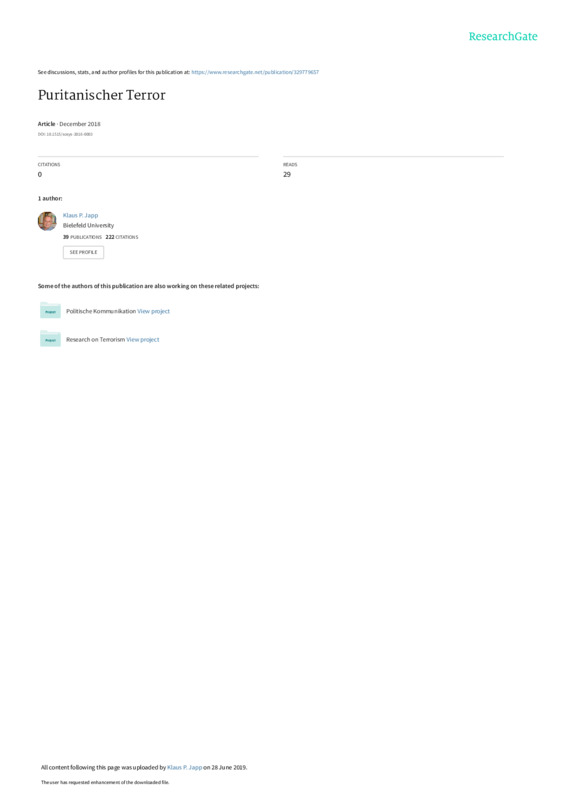 ResearchGate
See discussions, stats, and author profiles for this publication at: https://www.researchgate.net/publication/329779657
Puritanischer Terror
Article · December 2018
CITATIONS
0
READS
29
1 author:
Klaus P. Japp
Bielefeld University
39 PUBLICATIONS 222 CITATIONS
SEE PROFILE
Some of the authors of this publication are also working on these related projects:
Project
Politische Kommunikation View project
Project
Research on Terrorism View project
All content following this page was uploaded by Klaus P. Japp on 28 June 2019.
The user has requested enhancement of the downloaded file.